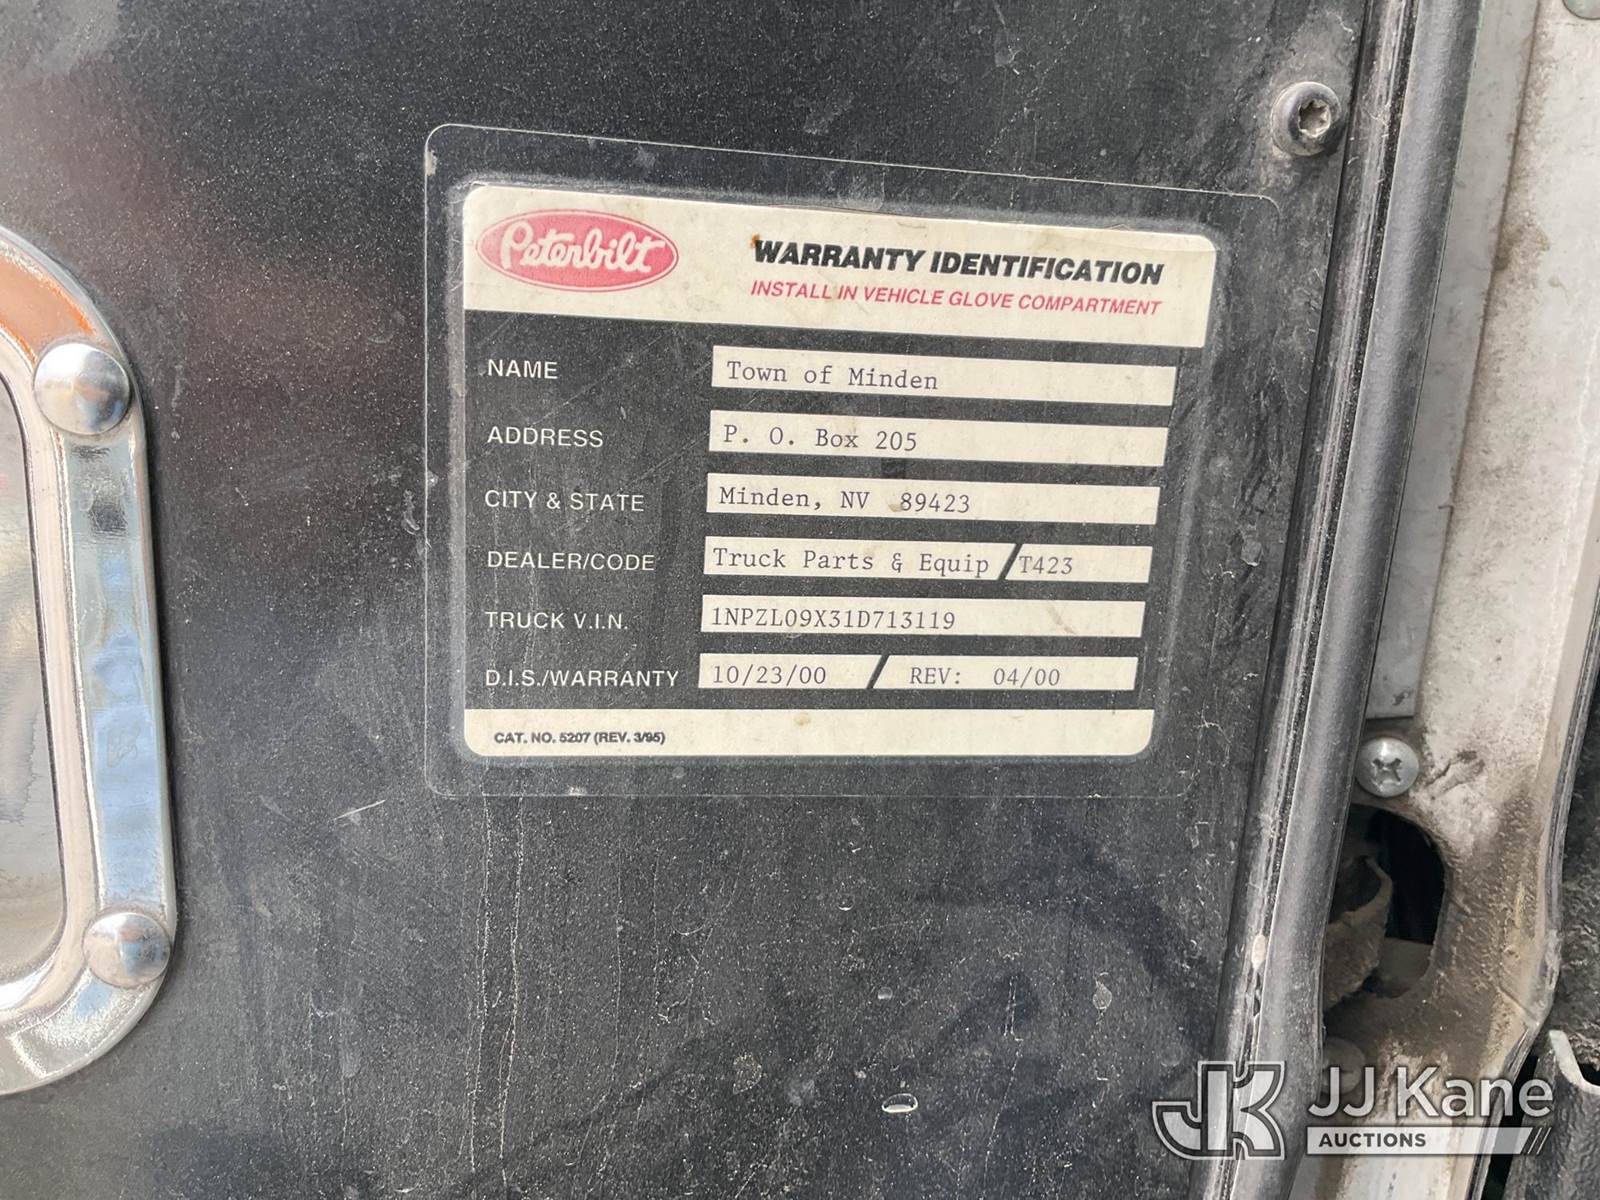 Peterbilt
WARRANTY IDENTIFICATION
INSTALL IN VEHICLE GLOVE COMPARTMENT
NAME Town of Minden
ADDRESS P. O. Box 205
CITY & STATE Minden, NV 89423
DEALER/CODE Truck Parts & Equip / T423
TRUCK V.I.N. 1NPZL09X31D713119
D.I.S./WARRANTY 10/23/00 / REV: 04/00
CAT. NO. 5207 (REV. 3/95)
JK JJ Kane
AUCTIONS